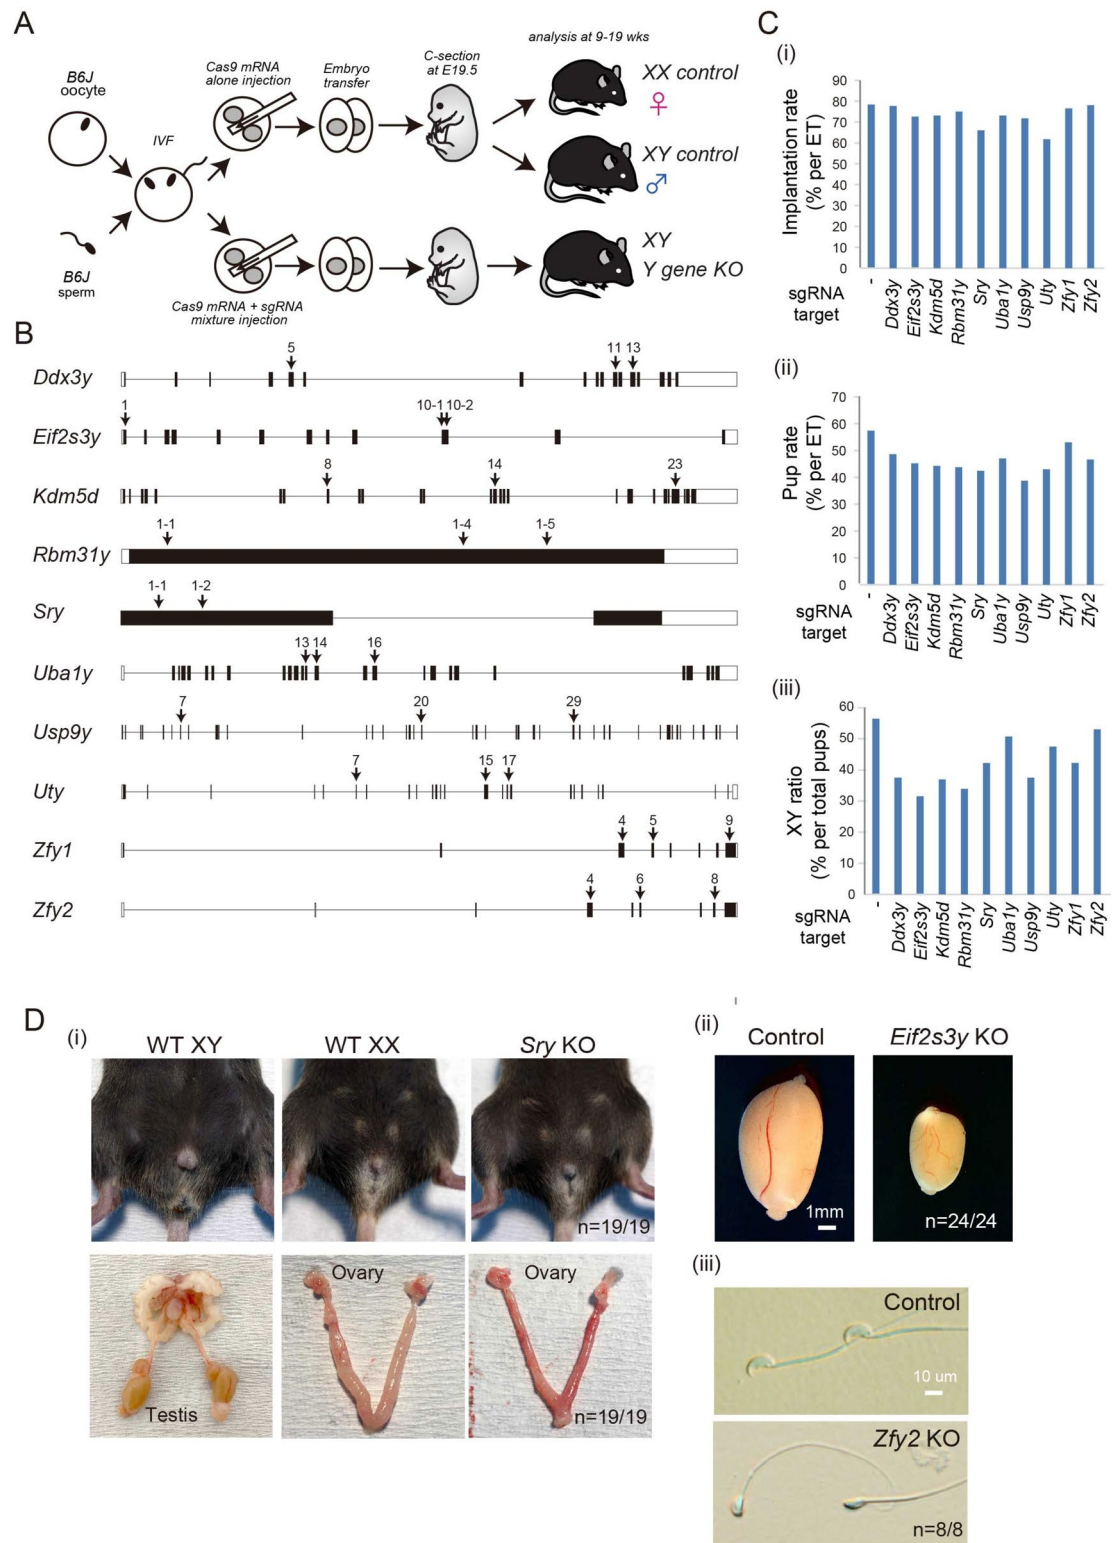 A
B6J
oocyte
B6J
sperm
IVF
Cas9 mRNA
alone injection
Embryo
transfer
C-section
at E19.5
analysis at 9-19 wks
XX control
♀
XY control
♂
XY
Y gene KO
Cas9 mRNA + sgRNA
mixture injection
B
Ddx3y
5
11
13
Eif2s3y
1
10-1
10-2
Kdm5d
8
14
23
Rbm31y
1-1
1-4
1-5
Sry
1-1
1-2
Uba1y
13
14
16
Usp9y
7
20
29
Uty
7
15
17
Zfy1
4
5
9
Zfy2
4
6
8
C
(i)
Implantation rate
(% per ET)
90
80
70
60
50
40
30
20
10
0
sgRNA
target
-
Ddx3y
Eif2s3y
Kdm5d
Rbm31y
Sry
Uba1y
Usp9y
Uty
Zfy1
Zfy2
(ii)
Pup rate
(% per ET)
70
60
50
40
30
20
10
0
sgRNA
target
-
Ddx3y
Eif2s3y
Kdm5d
Rbm31y
Sry
Uba1y
Usp9y
Uty
Zfy1
Zfy2
(iii)
XY ratio
(% per total pups)
60
50
40
30
20
10
0
sgRNA
target
-
Ddx3y
Eif2s3y
Kdm5d
Rbm31y
Sry
Uba1y
Usp9y
Uty
Zfy1
Zfy2
D
(i)
WT XY
WT XX
Sry KO
n=19/19
Testis
Ovary
Ovary
n=19/19
(ii)
Control
Eif2s3y KO
1mm
n=24/24
(iii)
Control
10 um
Zfy2 KO
n=8/8